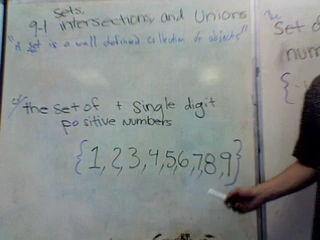 Sets.
9-1 intersections, and Unions
"A set is a well defined collection of objects"
the set of + single digit
positive numbers
{1,2,3,4,5,6,7,8,9}
The
Set o
num
{